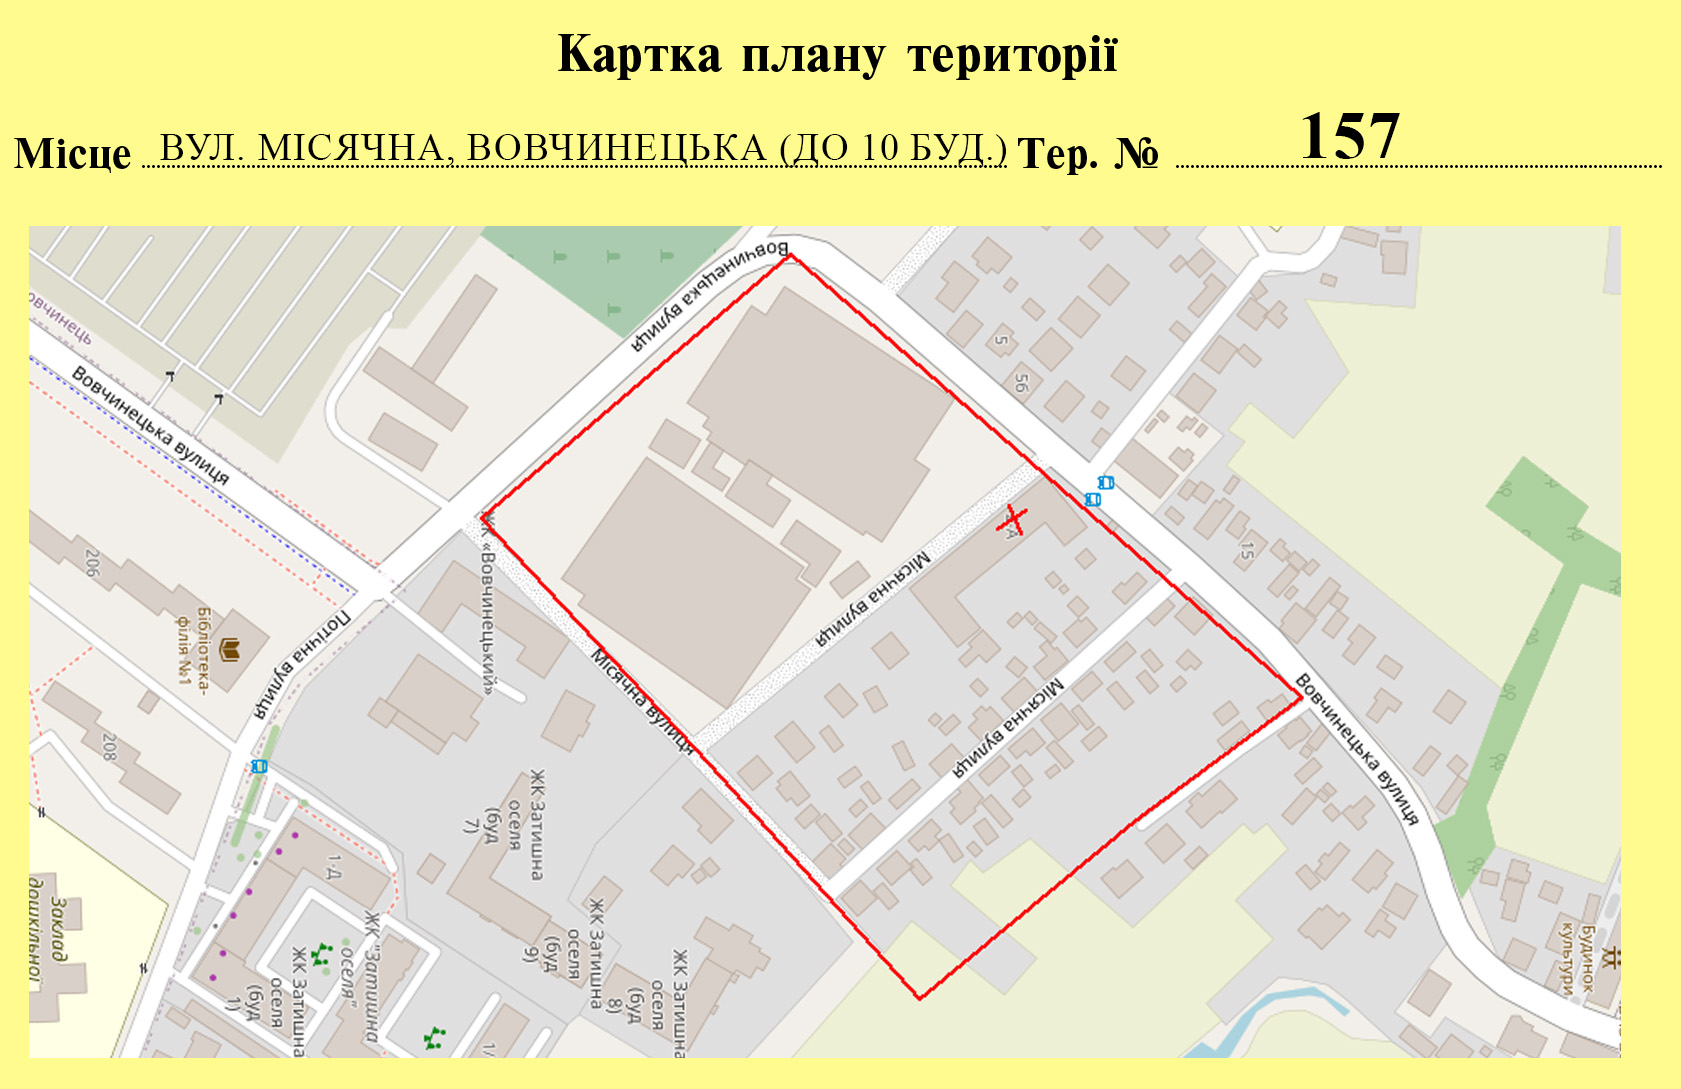 Картка плану території
Місце ВУЛ. МІСЯЧНА, ВОВЧИНЕЦЬКА (ДО 10 БУД.) Тер. № 157
Вовчинецька вулиця
Вовчинецька вулиця
5
56
15
206
Бібліотека-
філія №1
Потічна вулиця
208
ЖК «Вовчинецький»
Місячна вулиця
Місячна вулиця
Місячна вулиця
Вовчинецька вулиця
ЖК Затишна
оселя
(буд
7)
1-Д
ЖК Затишна
оселя
(буд
9)
ЖК "Затишна
оселя"
ЖК Затишна
оселя
(буд
1)
ЖК Затишна
оселя
(буд
8)
Заклад
дошкільної
Будинок
культури